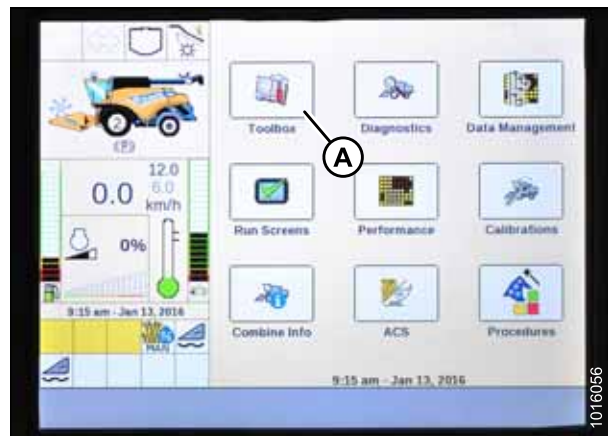 2
(P)
12.0
0.0 6.0
km/h
0%
9:15 am - Jan 13, 2016
MAN
Toolbox
Diagnostics
Data Management
A
Run Screens
Performance
Calibrations
Combine Info
ACS
Procedures
9:15 am - Jan 13, 2016
1016056